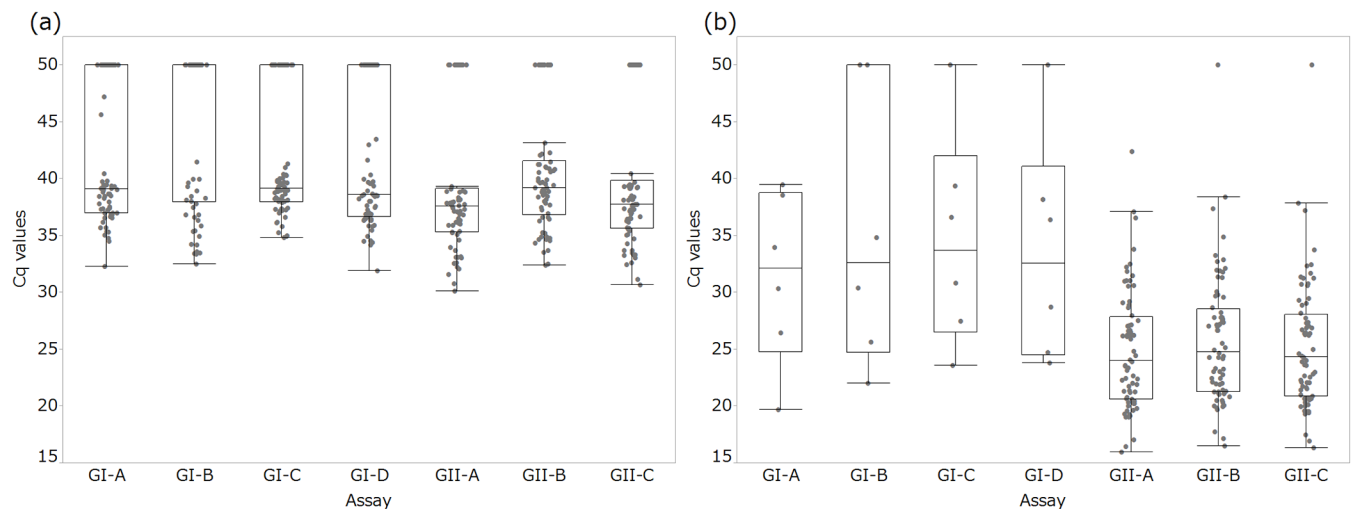 (a)
Cq values
50
45
40
35
30
25
20
15
GI-A GI-B GI-C GI-D GII-A GII-B GII-C
Assay
(b)
Cq values
50
45
40
35
30
25
20
15
GI-A GI-B GI-C GI-D GII-A GII-B GII-C
Assay